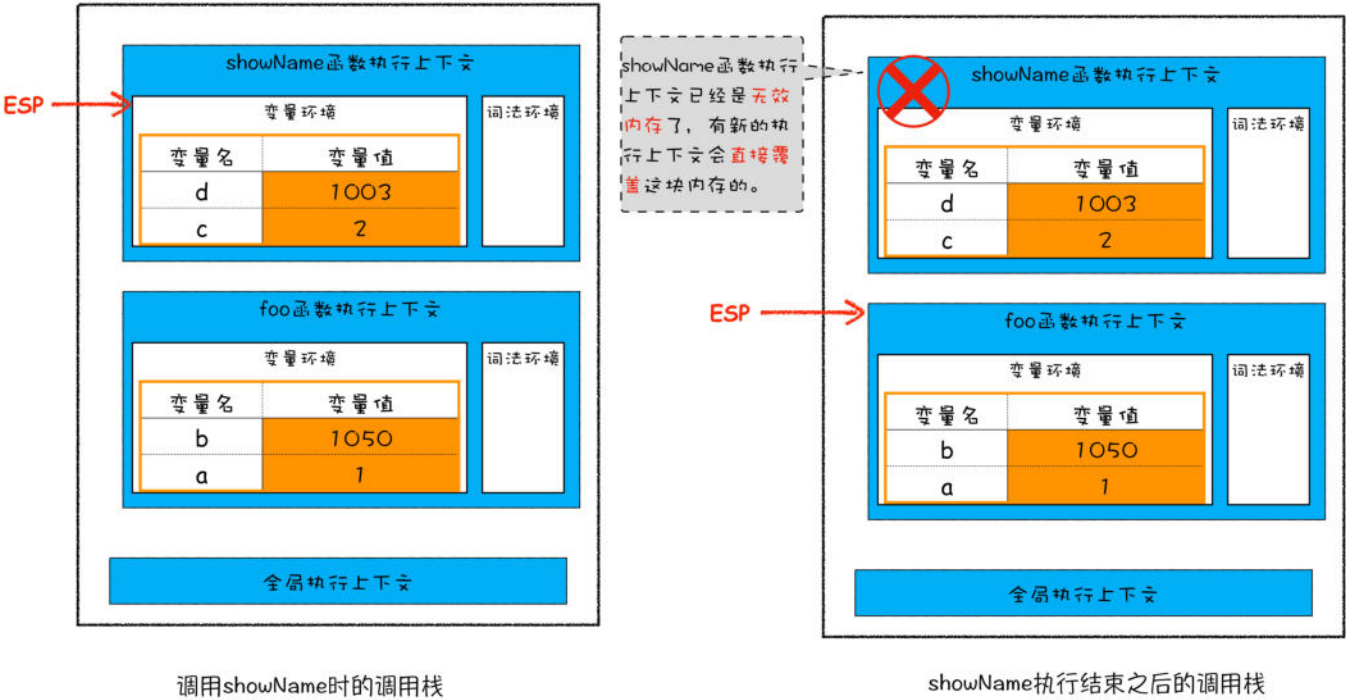 showName函数执行上下文
ESP
变量环境
词法环境
变量名 变量值
d 1003
c 2
foo函数执行上下文
变量环境
词法环境
变量名 变量值
b 1050
a 1
全局执行上下文
调用showName时的调用栈
showName函数执行
上下文已经是无效
内存了，有新的执
行上下文会直接覆
盖这块内存的。
showName函数执行上下文
变量环境
词法环境
变量名 变量值
d 1003
c 2
ESP
foo函数执行上下文
变量环境
词法环境
变量名 变量值
b 1050
a 1
全局执行上下文
showName执行结束之后的调用栈